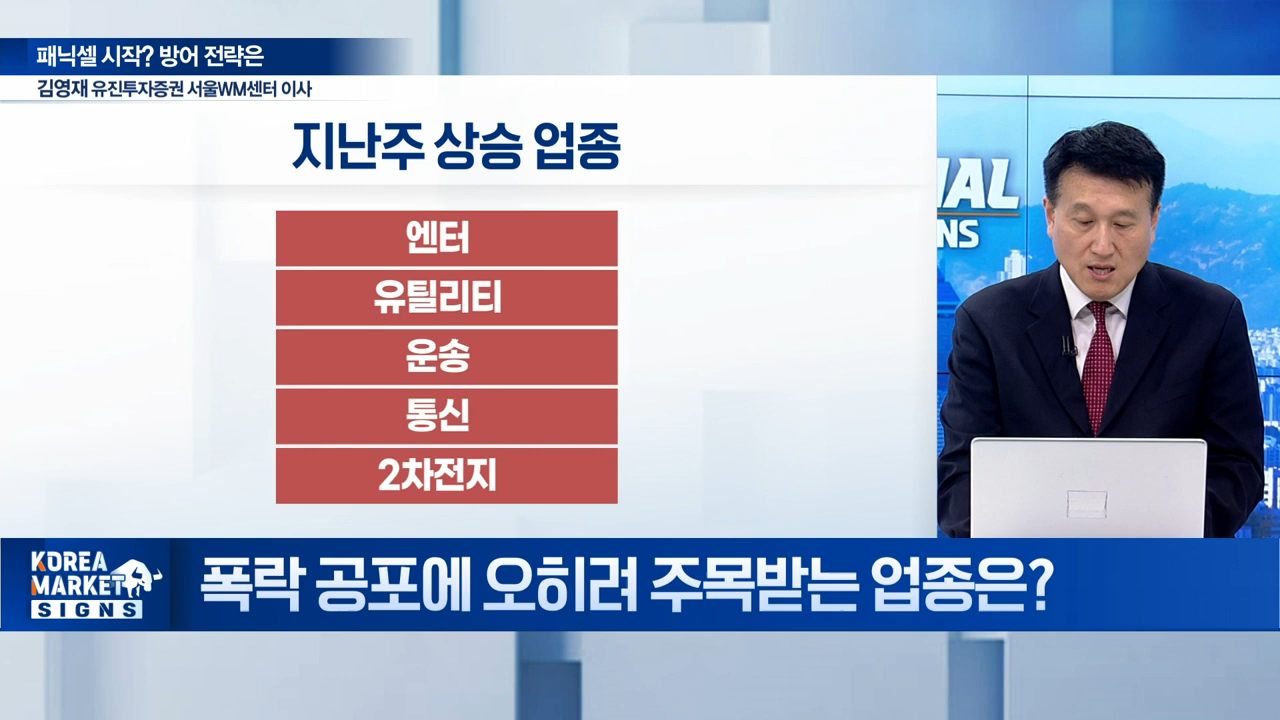 패닉셀 시작? 방어 전략은
김영재 유진투자증권 서울WM센터 이사
지난주 상승 업종
엔터
유틸리티
운송
통신
2차전지
NAL
NS
KOREA
MARKET
SIGNS
폭락 공포에 오히려 주목받는 업종은?